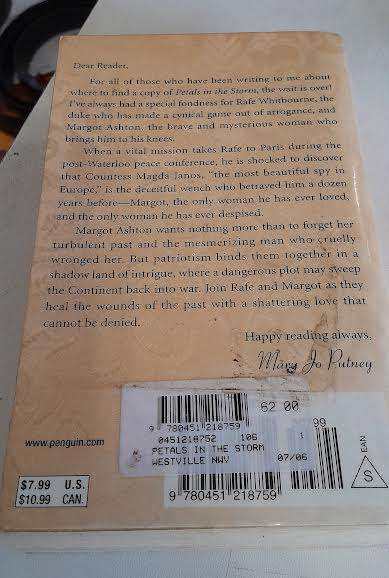 Dear Reader,
For all of those who have been writing to me about
where to find a copy of Petals in the Storm, the wait is over!
I've always had a special fondness for Rafe Whitbourne, the
duke who has made a cynical game out of arrogance, and
Margot Ashton, the brave and mysterious woman who
brings him to his knees.
When a vital mission takes Rafe to Paris during the
post-Waterloo peace conference, he is shocked to discover
that Countess Magda Janos, "the most beautiful spy in
Europe," is the deceitful wench who betrayed him a dozen
years before—Margot, the only woman he has ever loved,
and the only woman he has ever despised.
Margot Ashton wants nothing more than to forget her
turbulent past and the mesmerizing man who cruelly
wronged her. But patriotism binds them together in a
shadow land of intrigue, where a dangerous plot may sweep
the Continent back into war. Join Rafe and Margot as they
heal the wounds of the past with a shattering love that
cannot be denied.
Happy reading always,
Mary Jo Putney
62 00
9 780451 218759
99
0451218752 106 1
PETALS IN THE STORM
WESTVILLE NWY 07/06
www.penguin.com
EAN
S
$7.99 U.S.
$10.99 CAN.
9 780451 218759